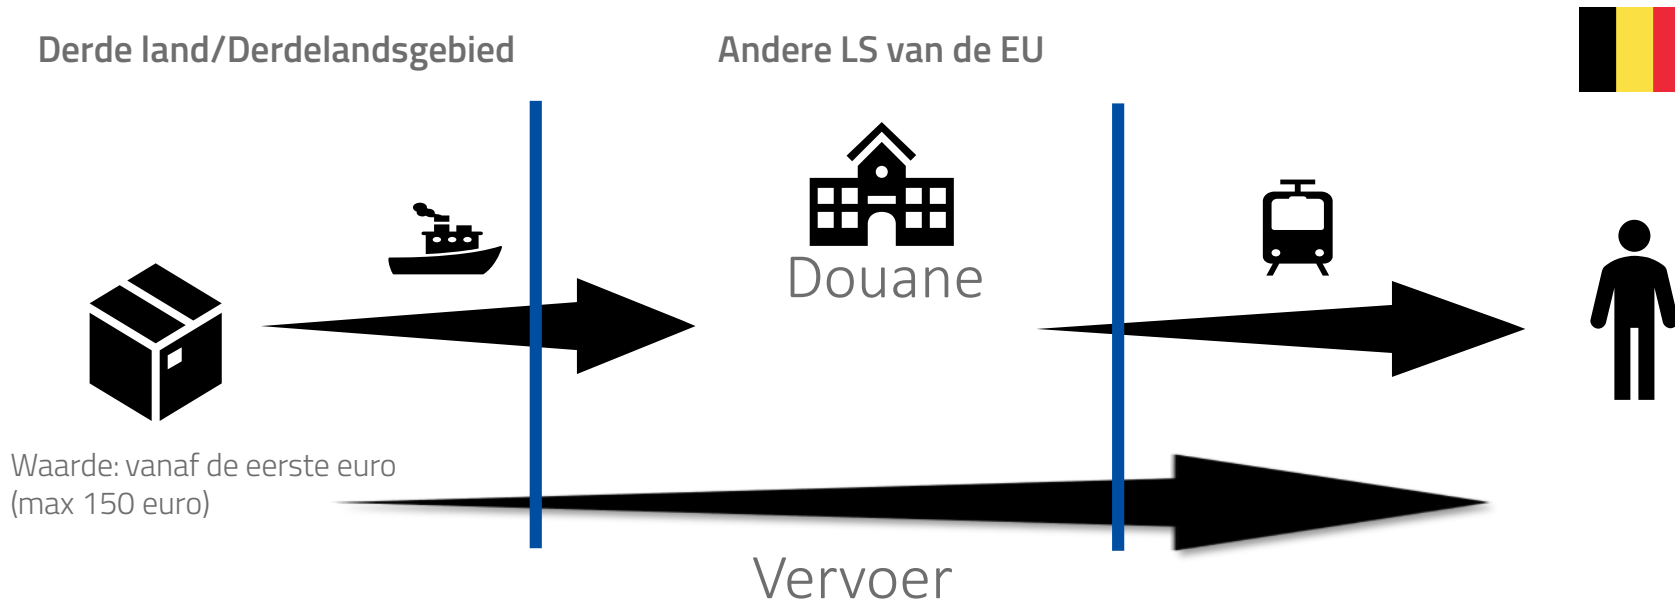 Derde land/Derdelandsgebied
Andere LS van de EU
Douane
Waarde: vanaf de eerste euro
(max 150 euro)
Vervoer